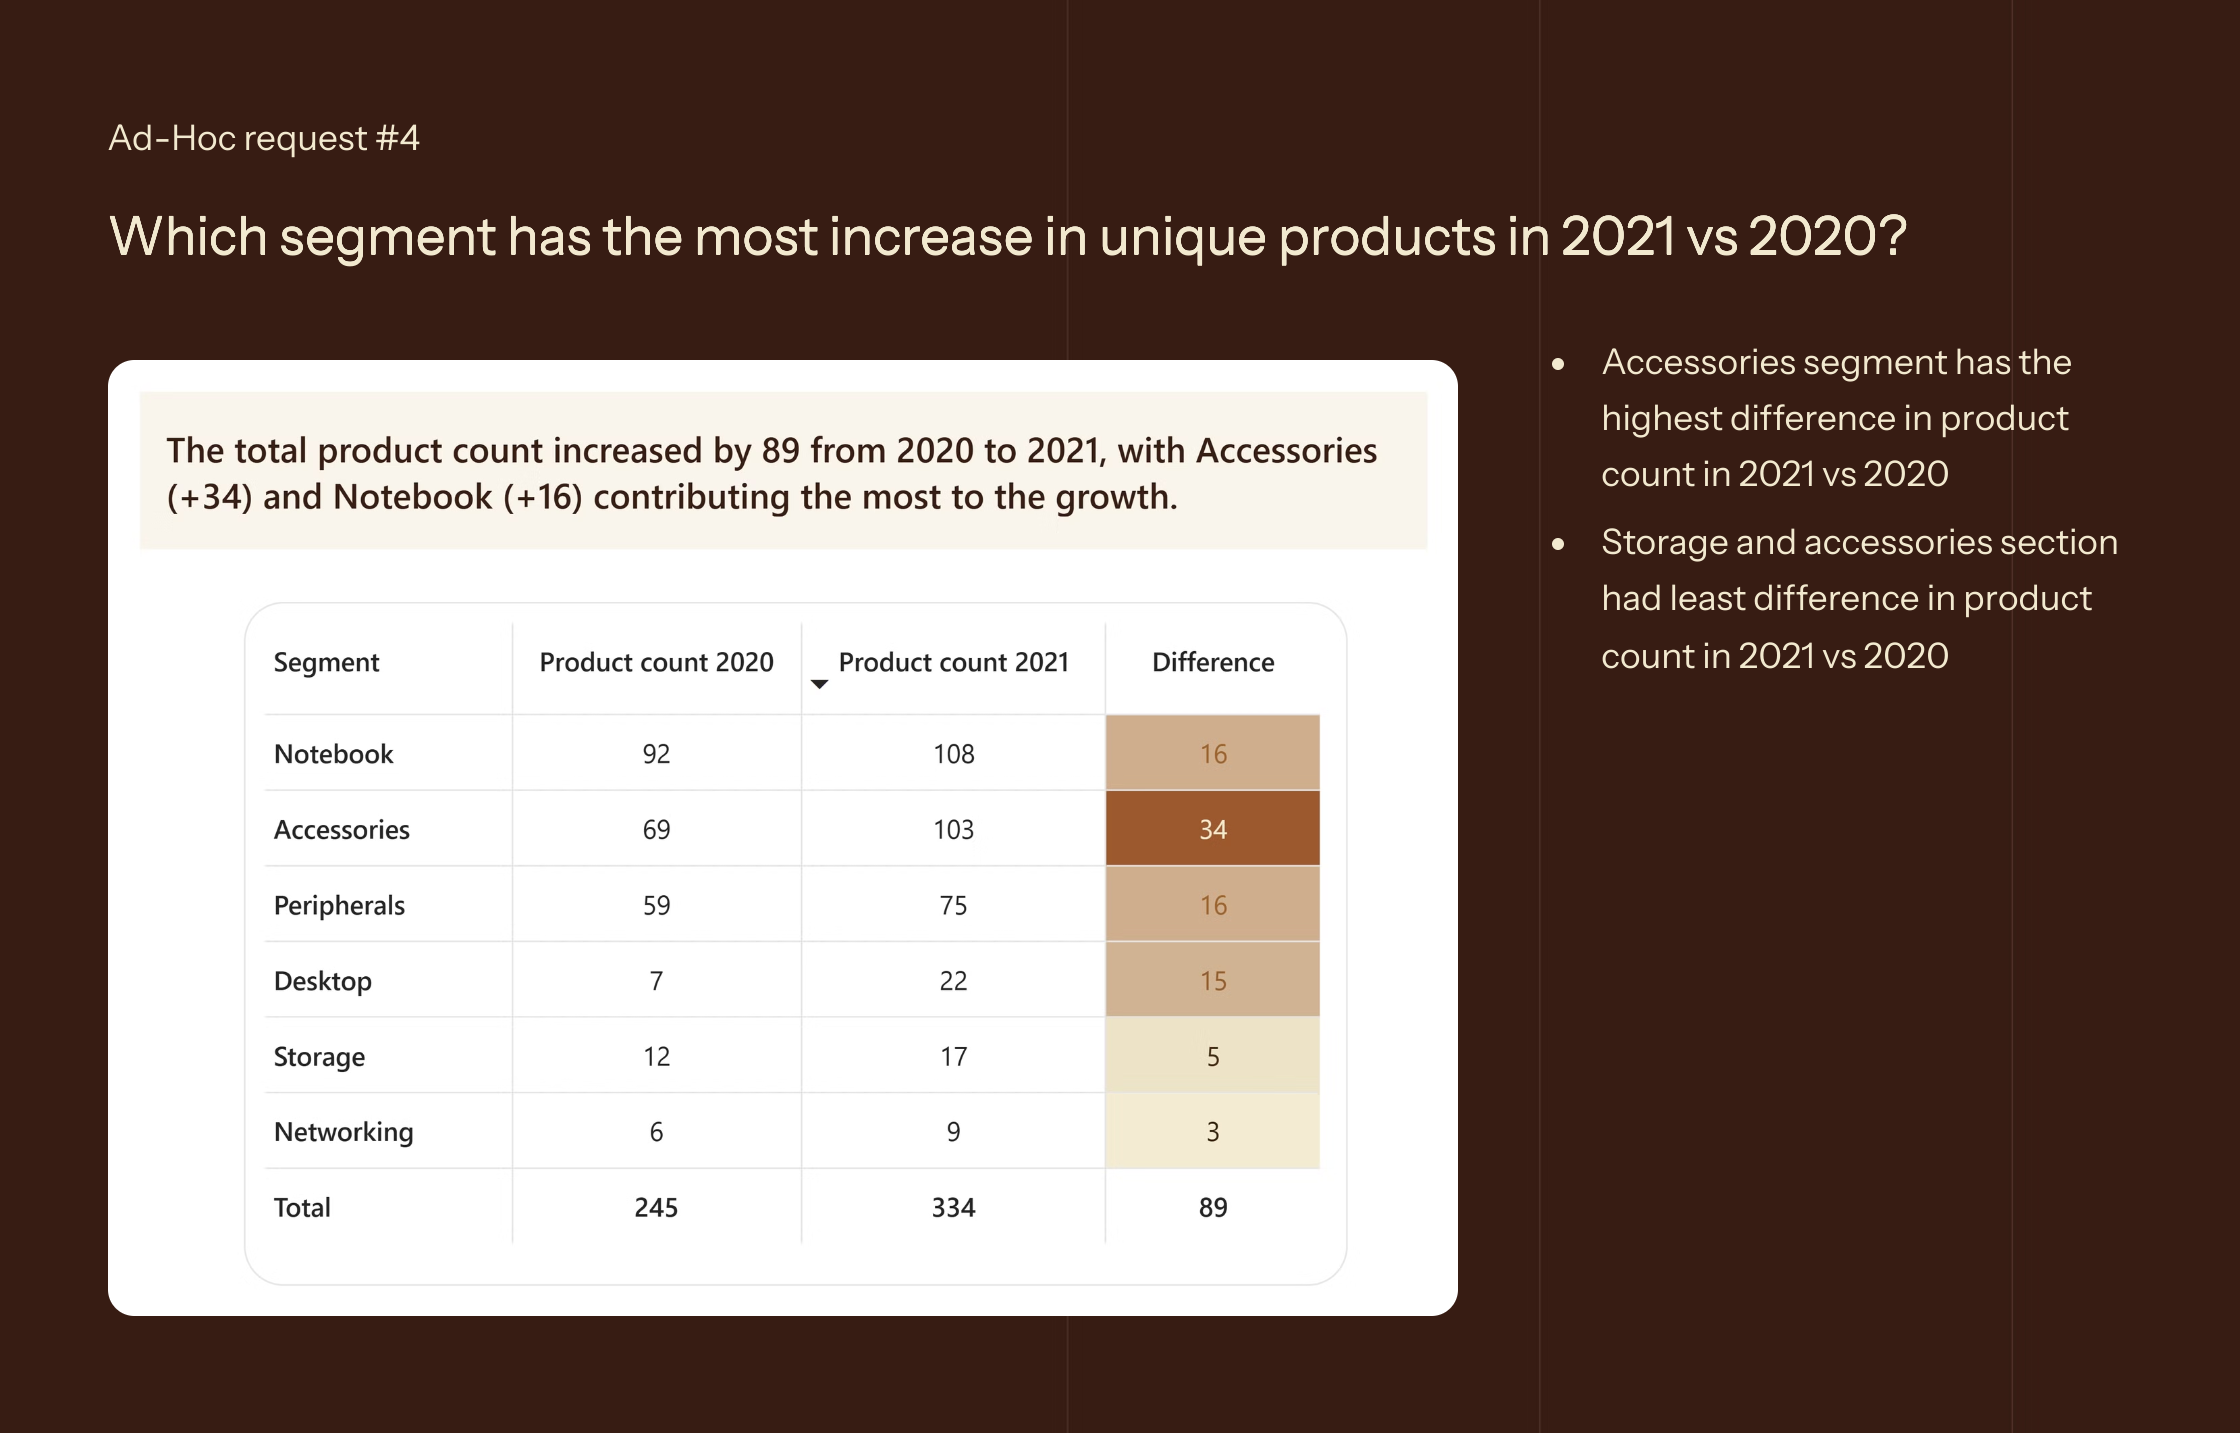 Ad-Hoc request #4
Which segment has the most increase in unique products in 2021 vs 2020?
The total product count increased by 89 from 2020 to 2021, with Accessories
(+34) and Notebook (+16) contributing the most to the growth.
Segment Product count 2020 Product count 2021 Difference
Notebook 92 108 16
Accessories 69 103 34
Peripherals 59 75 16
Desktop 7 22 15
Storage 12 17 5
Networking 6 9 3
Total 245 334 89
• Accessories segment has the
highest difference in product
count in 2021 vs 2020
• Storage and accessories section
had least difference in product
count in 2021 vs 2020